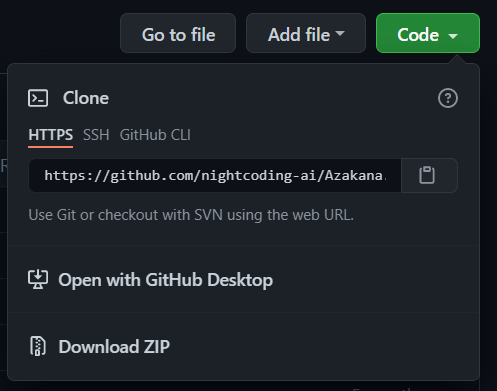 Go to file Add file Code
Clone
HTTPS SSH GitHub CLI
https://github.com/nightcoding-ai/Azakana.
Use Git or checkout with SVN using the web URL.
Open with GitHub Desktop
Download ZIP